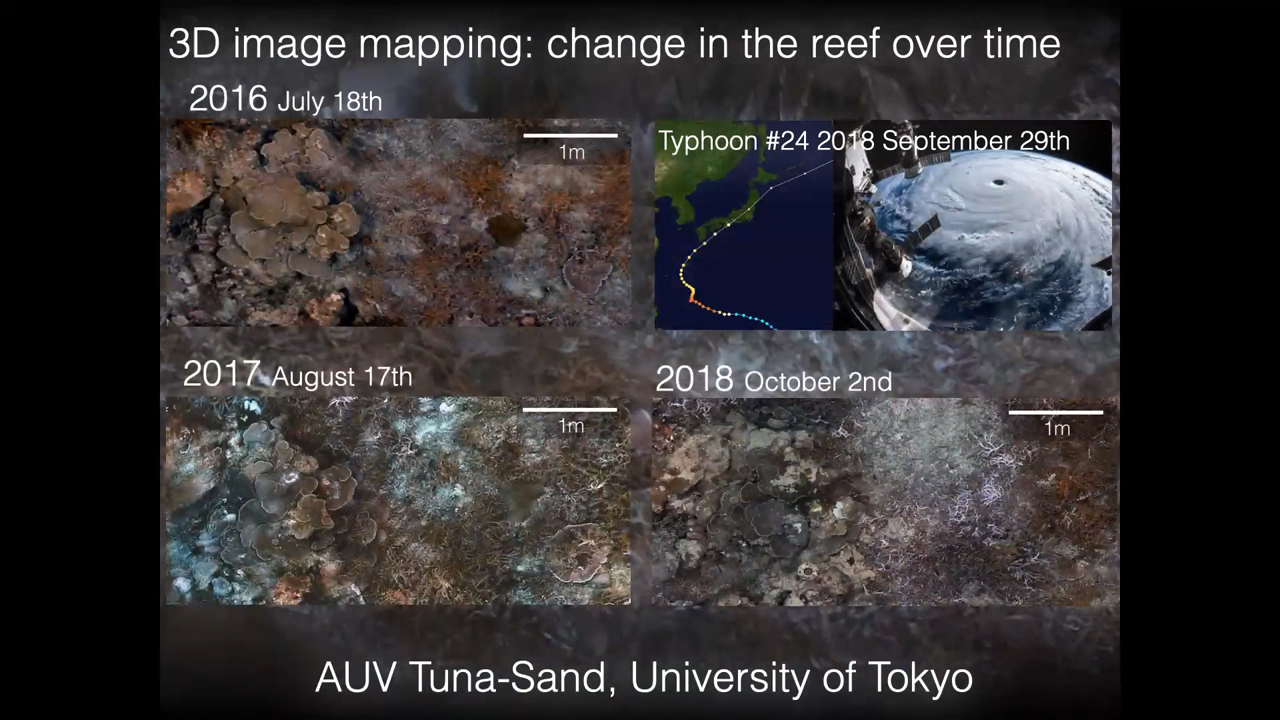 3D image mapping: change in the reef over time
2016 July 18th
1m
Typhoon #24 2018 September 29th
2017 August 17th
1m
2018 October 2nd
1m
AUV Tuna-Sand, University of Tokyo